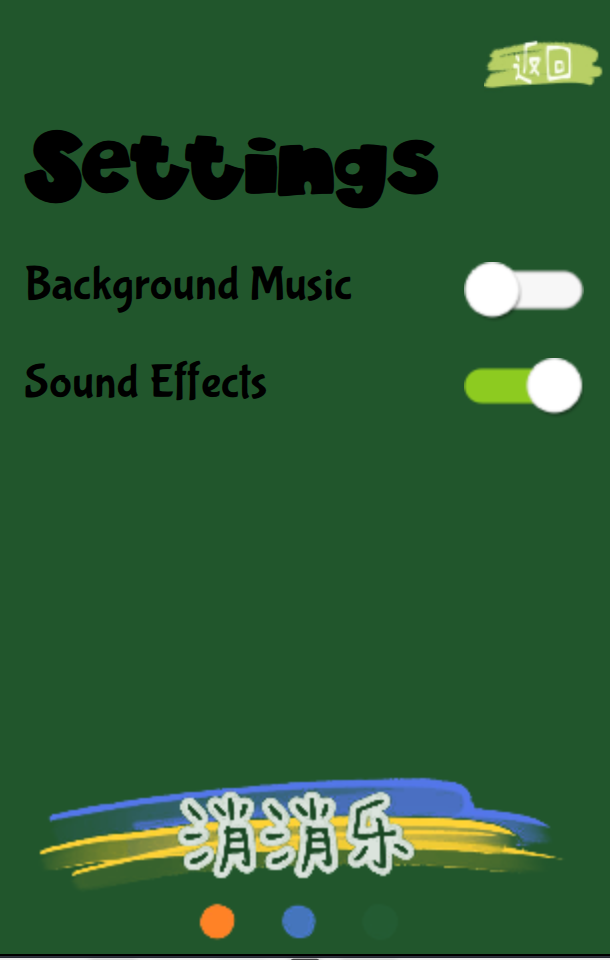 返回
Settings
Background Music
Sound Effects
消消乐